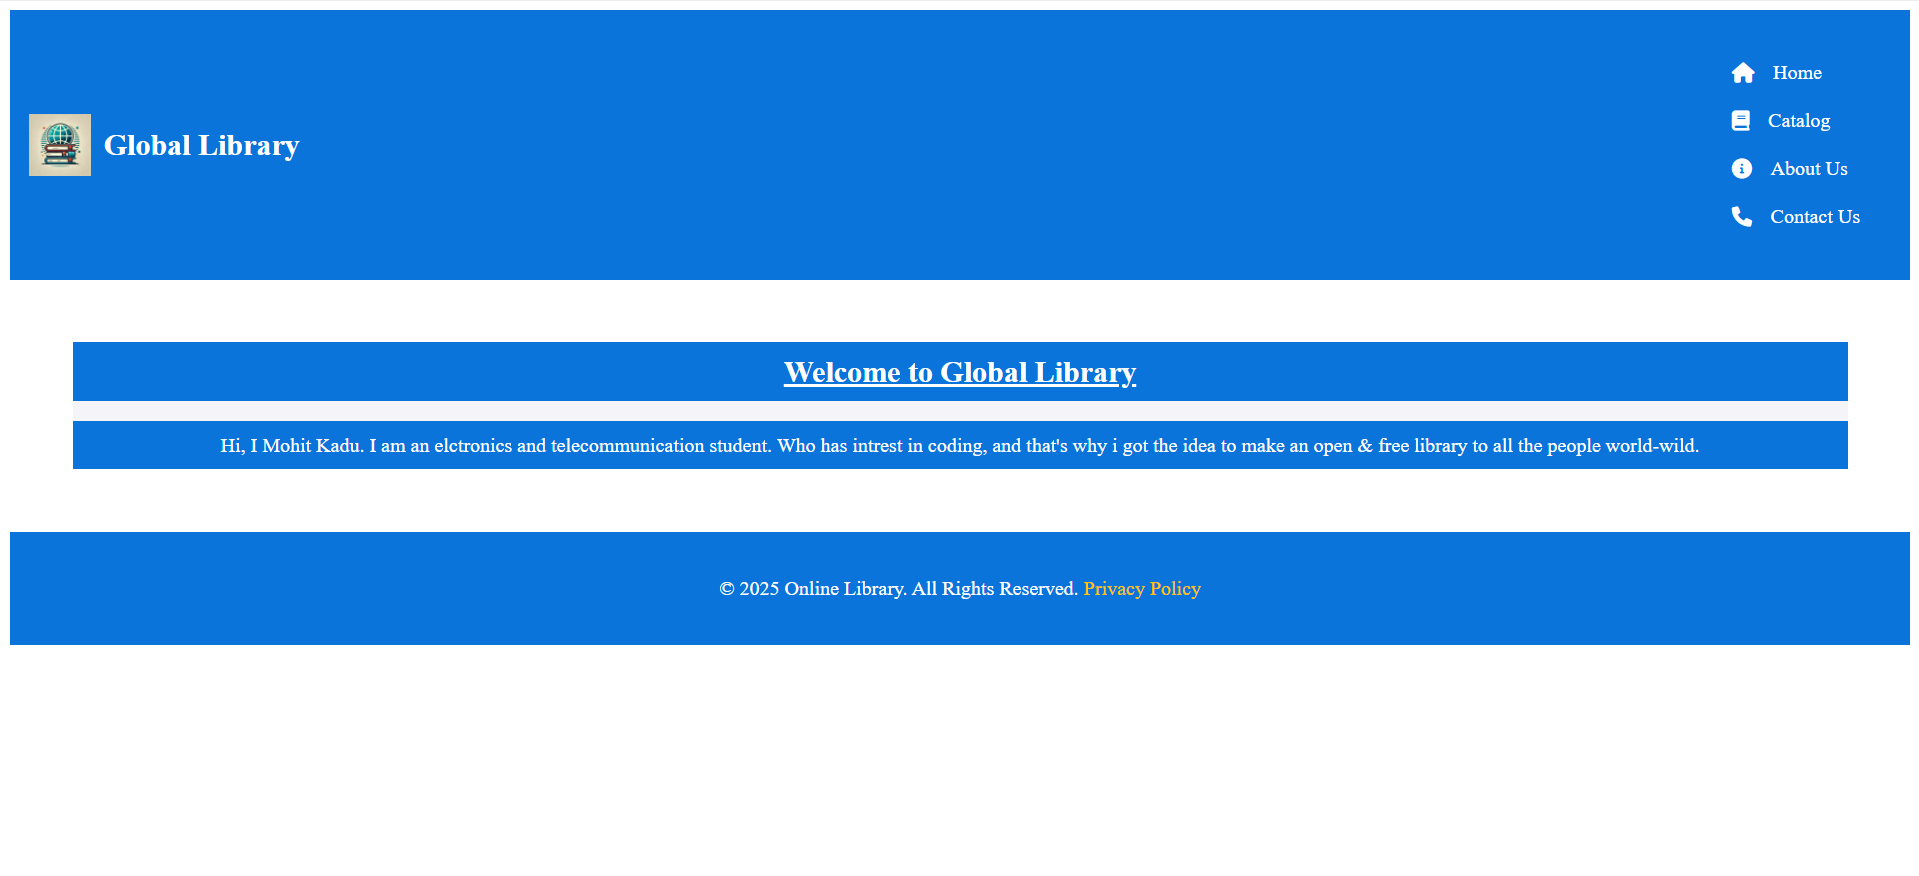 Global Library
Home
Catalog
About Us
Contact Us
Welcome to Global Library
Hi, I Mohit Kadu. I am an elctronics and telecommunication student. Who has intrest in coding, and that's why i got the idea to make an open & free library to all the people world-wild.
© 2025 Online Library. All Rights Reserved. Privacy Policy